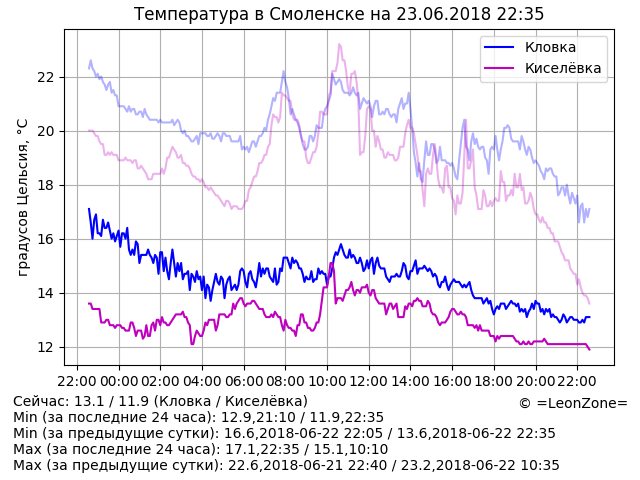 Температура в Смоленске на 23.06.2018 22:35
Кловка
Киселёвка
градусов Цельсия, °C
22
20
18
16
14
12
22:00 00:00 02:00 04:00 06:00 08:00 10:00 12:00 14:00 16:00 18:00 20:00 22:00
Сейчас: 13.1 / 11.9 (Кловка / Киселёвка)
© =LeonZone=
Min (за последние 24 часа): 12.9,21:10 / 11.9,22:35
Min (за предыдущие сутки): 16.6,2018-06-22 22:05 / 13.6,2018-06-22 22:35
Max (за последние 24 часа): 17.1,22:35 / 15.1,10:10
Max (за предыдущие сутки): 22.6,2018-06-21 22:40 / 23.2,2018-06-22 10:35